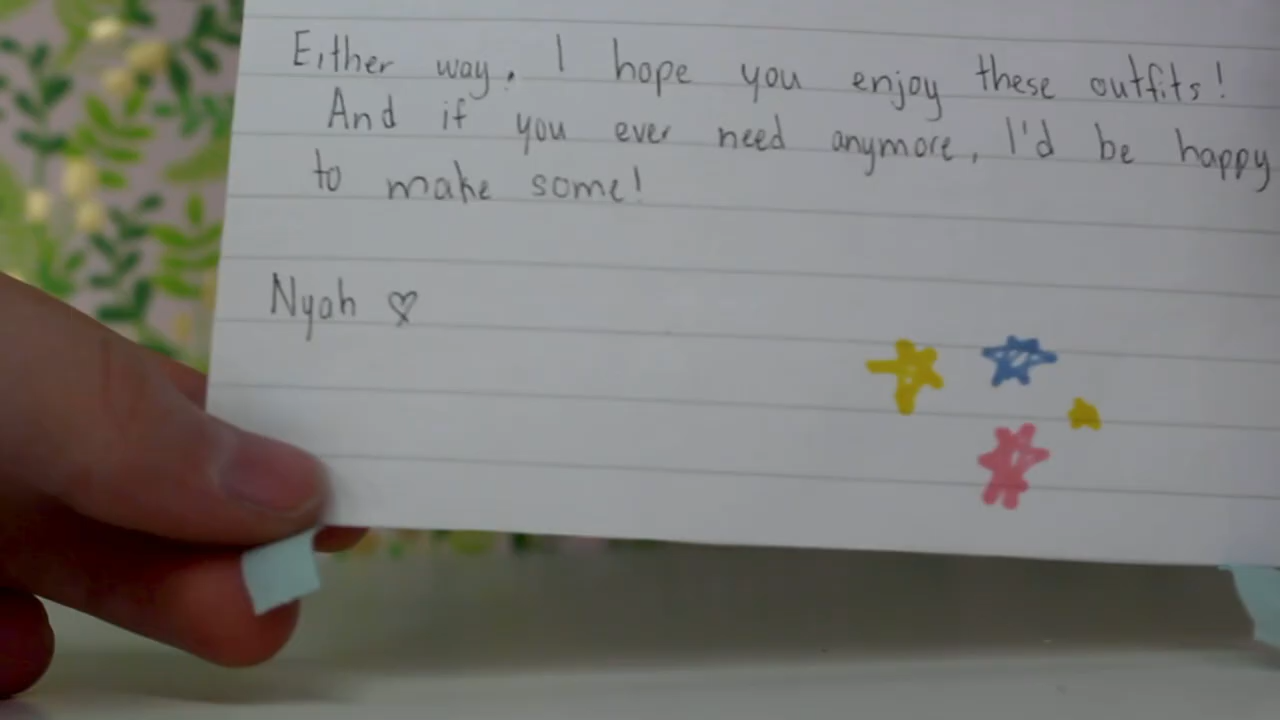 Either way, I hope you enjoy these outfits!
And if you ever need anymore, I'd be happy
to make some!
Nyah ♡